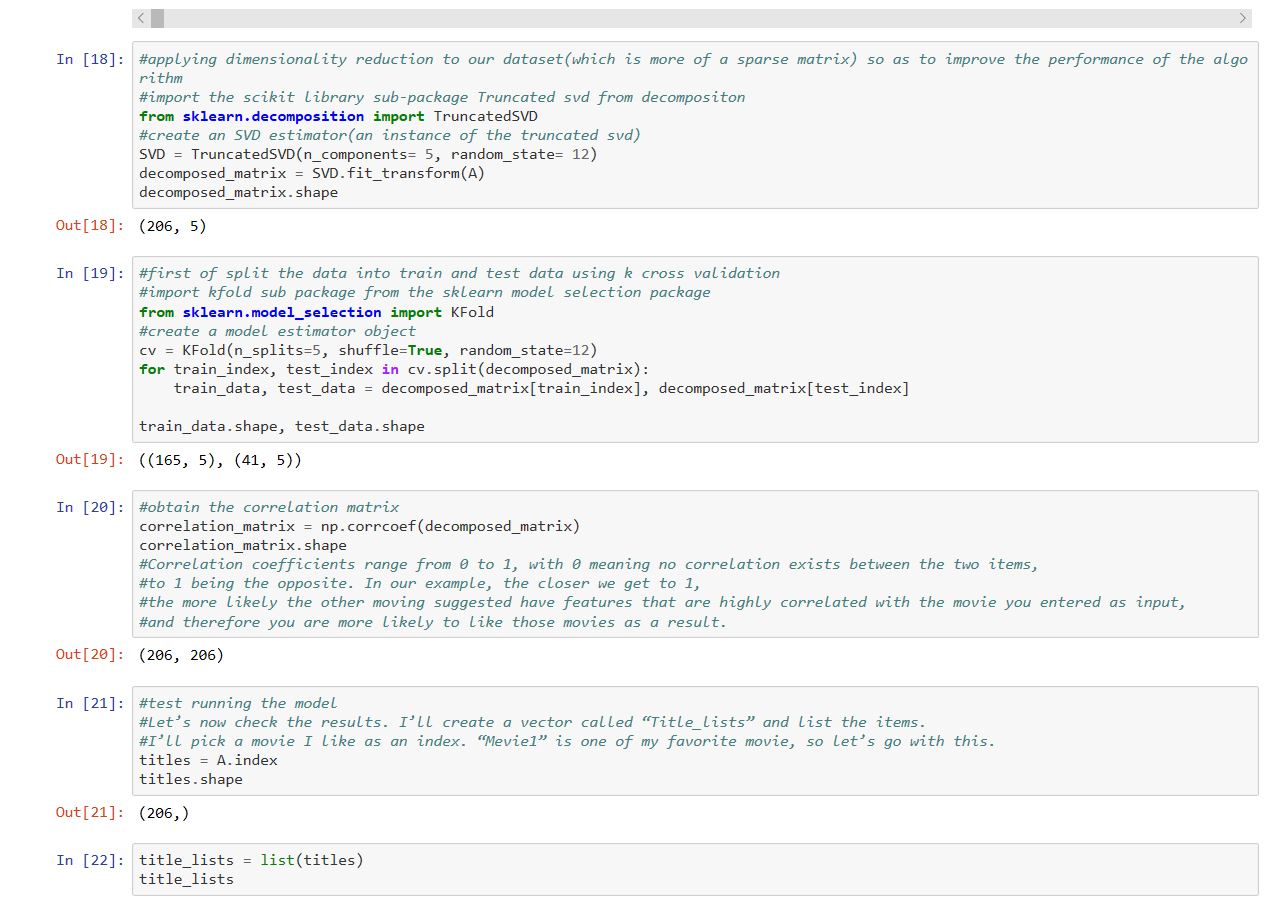 In [18]: #applying dimensionality reduction to our dataset(which is more of a sparse matrix) so as to improve the performance of the algo
rithm
#import the scikit library sub-package Truncated svd from decompositon
from sklearn.decomposition import TruncatedSVD
#create an SVD estimator(an instance of the truncated svd)
SVD = TruncatedSVD(n_components= 5, random_state= 12)
decomposed_matrix = SVD.fit_transform(A)
decomposed_matrix.shape
Out[18]: (206, 5)
In [19]: #first of split the data into train and test data using k cross validation
#import kfold sub package from the sklearn model selection package
from sklearn.model_selection import KFold
#create a model estimator object
cv = KFold(n_splits=5, shuffle=True, random_state=12)
for train_index, test_index in cv.split(decomposed_matrix):
    train_data, test_data = decomposed_matrix[train_index], decomposed_matrix[test_index]
train_data.shape, test_data.shape
Out[19]: ((165, 5), (41, 5))
In [20]: #obtain the correlation matrix
correlation_matrix = np.corrcoef(decomposed_matrix)
correlation_matrix.shape
#Correlation coefficients range from 0 to 1, with 0 meaning no correlation exists between the two items,
#to 1 being the opposite. In our example, the closer we get to 1,
#the more likely the other moving suggested have features that are highly correlated with the movie you entered as input,
#and therefore you are more likely to like those movies as a result.
Out[20]: (206, 206)
In [21]: #test running the model
#Let’s now check the results. I’ll create a vector called “Title_lists” and list the items.
#I’ll pick a movie I like as an index. “Mevie1” is one of my favorite movie, so let’s go with this.
titles = A.index
titles.shape
Out[21]: (206,)
In [22]: title_lists = list(titles)
title_lists